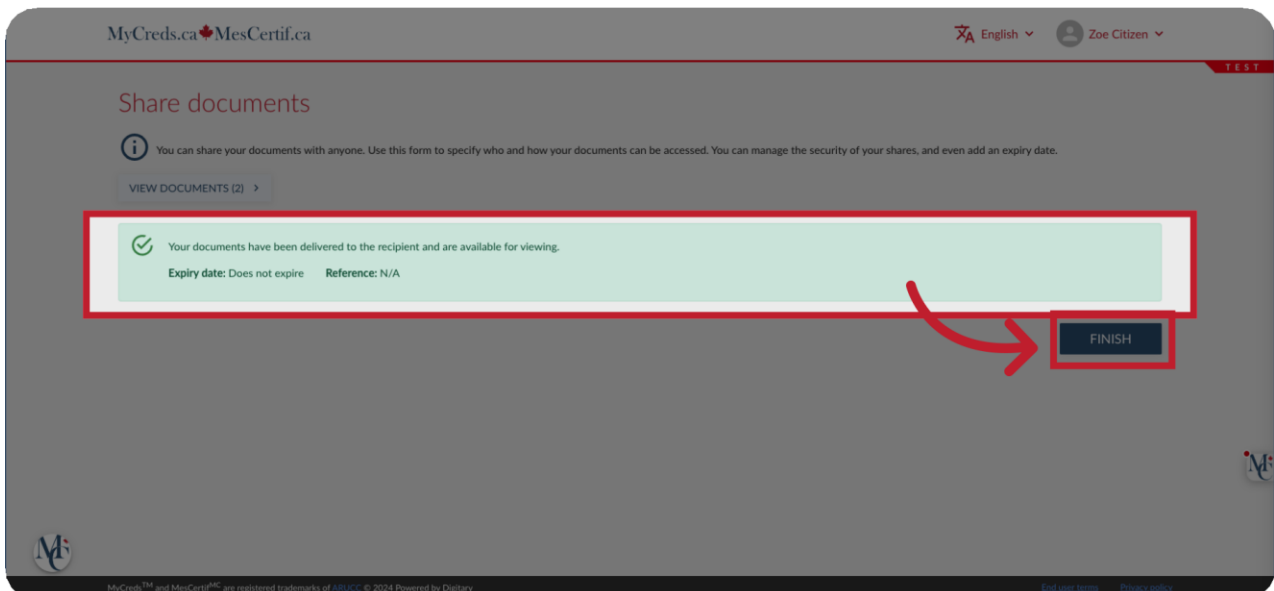 MyCreds.ca MesCertif.ca
English
Zoe Citizen
TEST
Share documents
You can share your documents with anyone. Use this form to specify who and how your documents can be accessed. You can manage the security of your shares, and even add an expiry date.
VIEW DOCUMENTS (2) >
Your documents have been delivered to the recipient and are available for viewing.
Expiry date: Does not expire Reference: N/A
FINISH
MC
MC
MyCreds™ and MesCertif^MC are registered trademarks of ARUCC © 2024 Powered by Digitary
End user terms Privacy policy